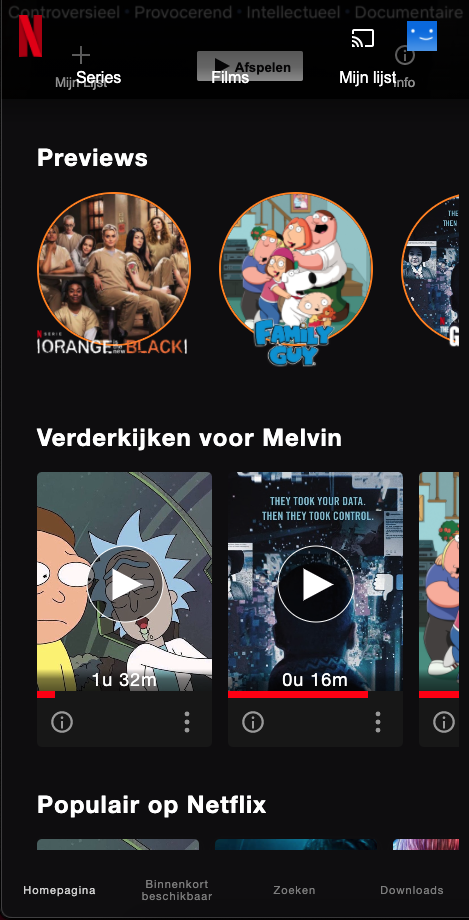 Controversieel • Provocerend • Intellectueel • Documentaire
N
Mijn Lijst
Afspelen
Info
Series
Films
Mijn lijst
Previews
N SERIE
ORANGE IS THE NEW BLACK
FAMILY GUY
THE
THEN
G
Verderkijken voor Melvin
THEY TOOK YOUR DATA.
THEN THEY TOOK CONTROL.
1u 32m
0u 16m
Populair op Netflix
Homepagina
Binnenkort
beschikbaar
Zoeken
Downloads